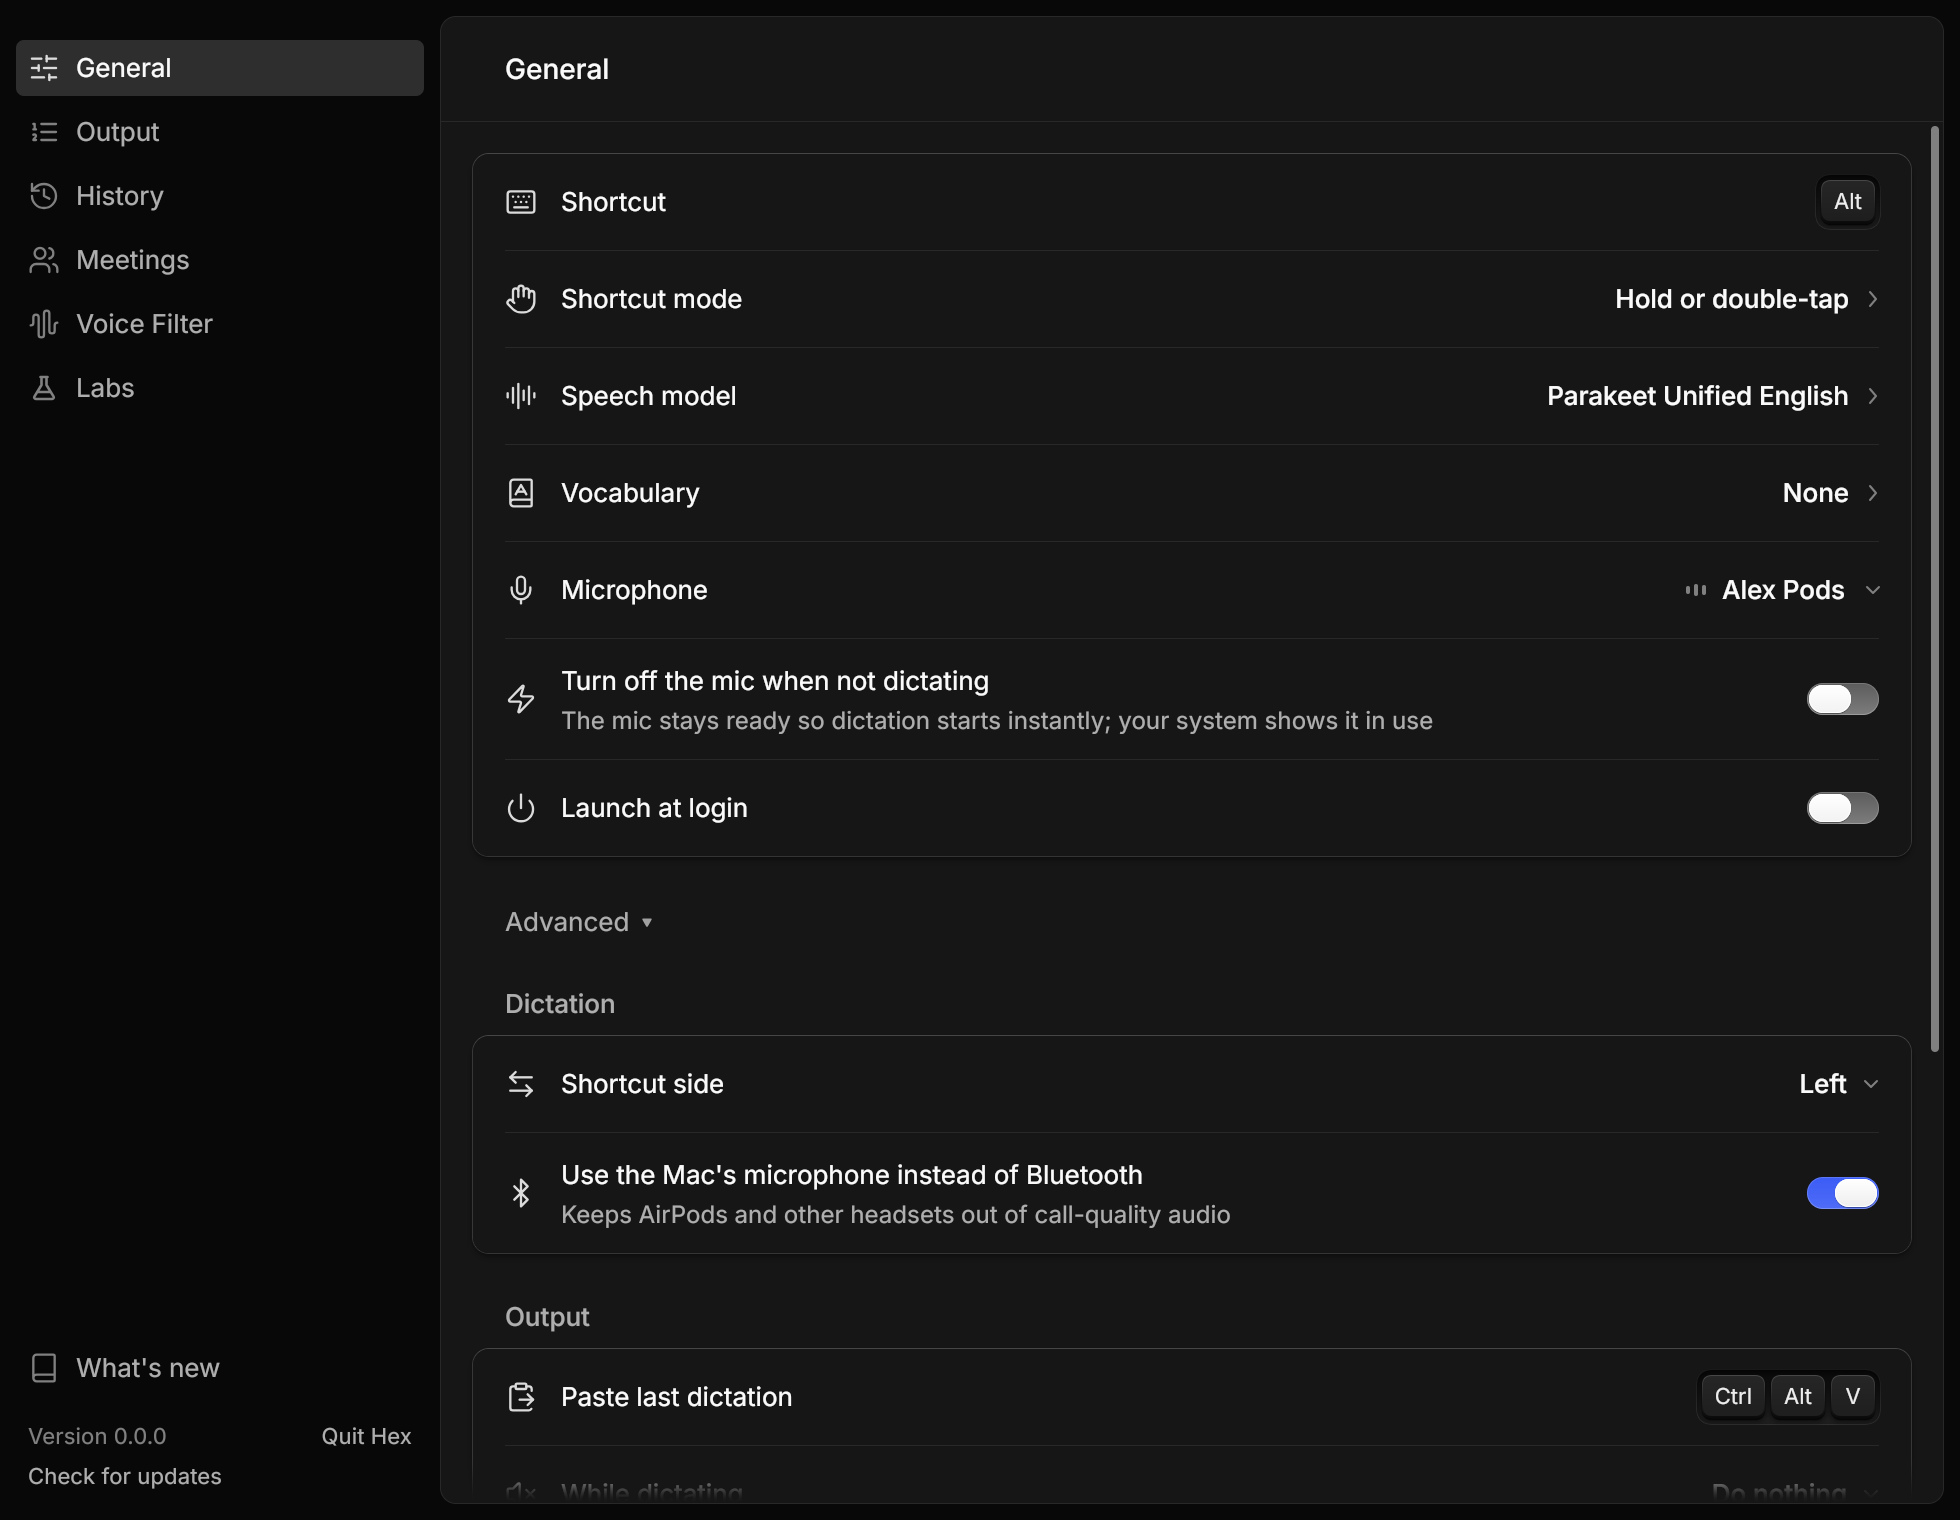 General
Output
History
Meetings
Voice Filter
Labs
What's new
Version 0.0.0
Quit Hex
Check for updates
General
Shortcut
Alt
Shortcut mode
Hold or double-tap
Speech model
Parakeet Unified English
Vocabulary
None
Microphone
Alex Pods
Turn off the mic when not dictating
The mic stays ready so dictation starts instantly; your system shows it in use
Launch at login
Advanced
Dictation
Shortcut side
Left
Use the Mac's microphone instead of Bluetooth
Keeps AirPods and other headsets out of call-quality audio
Output
Paste last dictation
Ctrl Alt V
While dictating
Do nothing